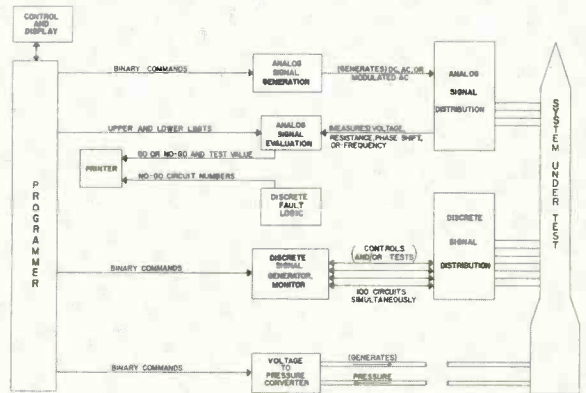 CONTROL
AND
DISPLAY
BINARY COMMANDS
ANALOG
SIGNAL
GENERATION
(GENERATES) DC, AC, OR
MODULATED AC
ANALOG
SIGNAL
DISTRIBUTION
UPPER AND LOWER LIMITS
ANALOG
SIGNAL
EVALUATION
(MEASURES) VOLTAGE,
RESISTANCE, PHASE SHIFT,
OR FREQUENCY
PRINTER
GO OR NO-GO AND TEST VALUE
NO-GO CIRCUIT NUMBERS
DISCRETE
FAULT
LOGIC
PROGRAMMER
BINARY COMMANDS
DISCRETE
SIGNAL
GENERATOR,
MONITOR
(CONTROLS
AND/OR TESTS)
100 CIRCUITS
SIMULTANEOUSLY
DISCRETE
SIGNAL
DISTRIBUTION
SYSTEM UNDER TEST
BINARY COMMANDS
VOLTAGE
TO
PRESSURE
CONVERTER
(GENERATES)
PRESSURE